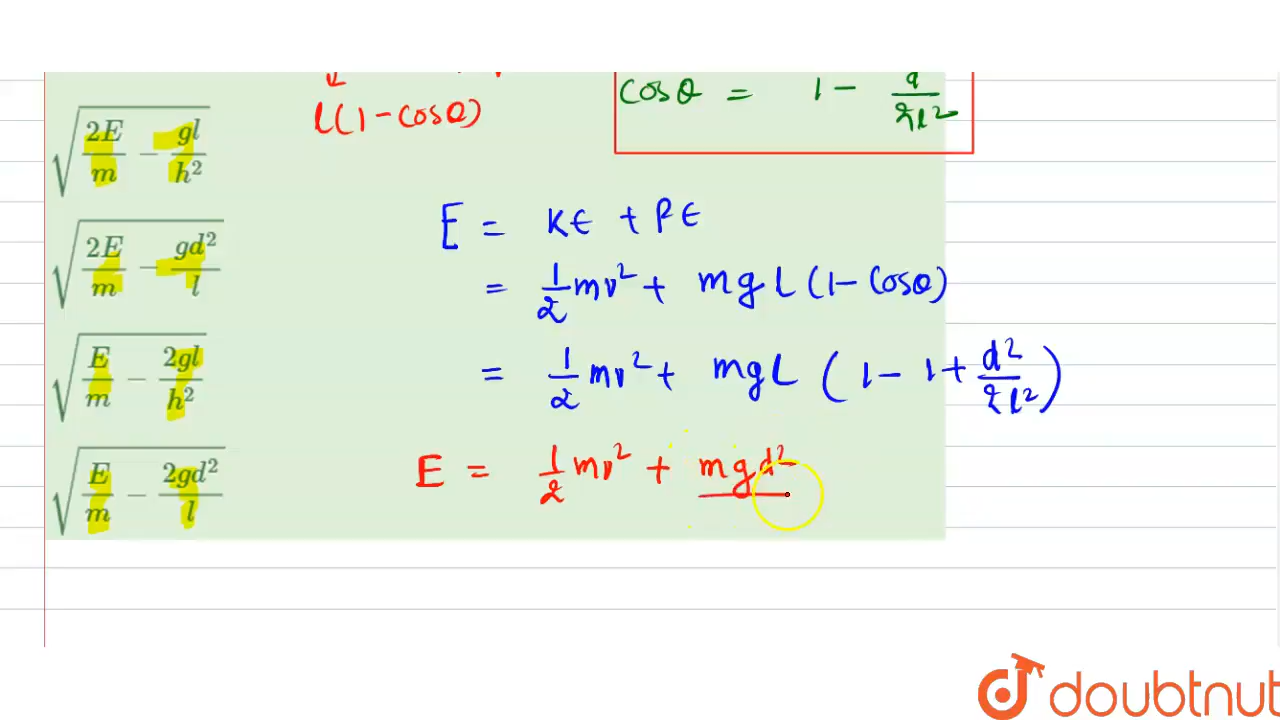 l(1-cosθ)
cosθ = 1 - d/2l²
√(2E/m - gl/h²)
E = KE + PE
√(2E/m - gd²/l)
= 1/2 mv² + mgL(1-cosθ)
√(E/m - 2gl/h²)
= 1/2 mv² + mgL(1-1+d²/2l²)
√(E/m - 2gd²/l)
E = 1/2 mv² + mgd²
doubtnut